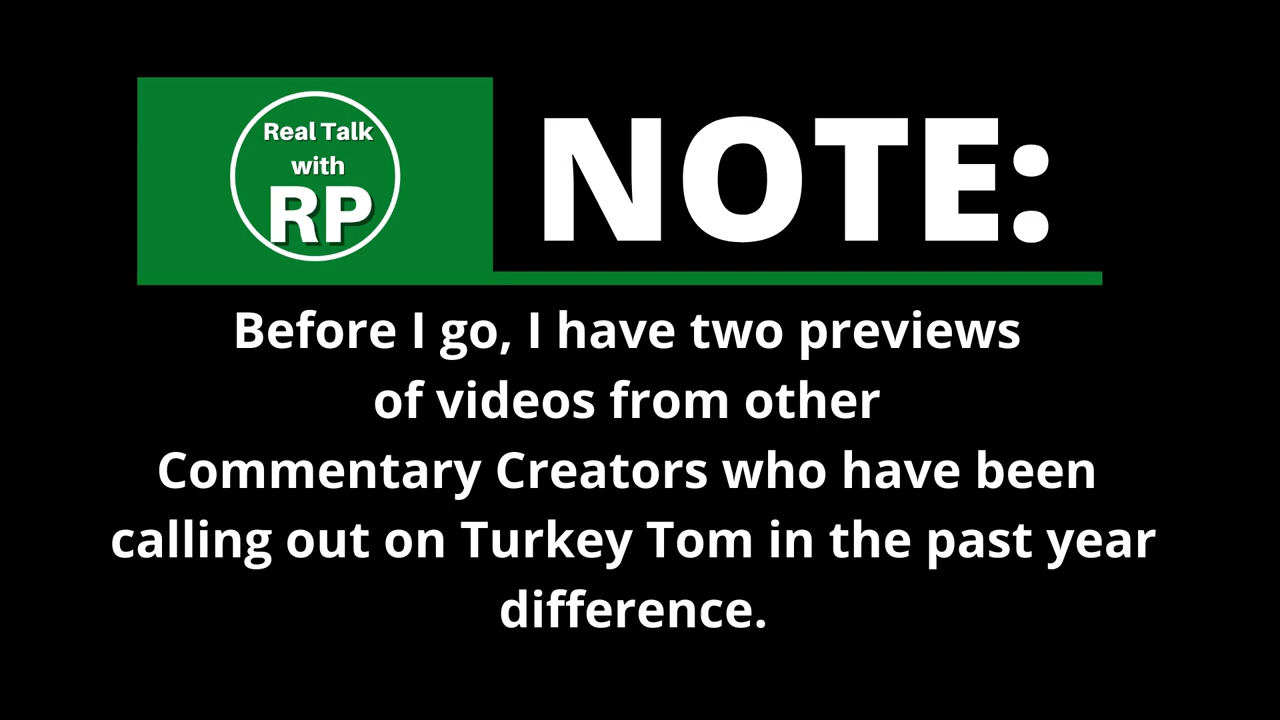 Real Talk
with
RP
NOTE:
Before I go, I have two previews
of videos from other
Commentary Creators who have been
calling out on Turkey Tom in the past year
difference.